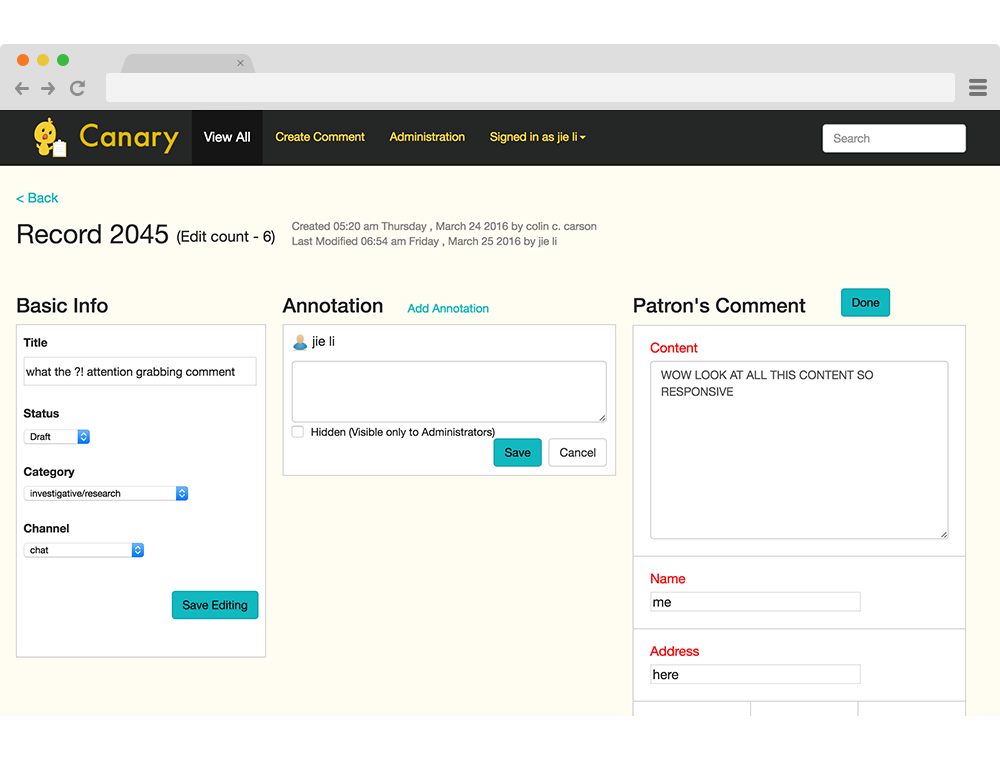 Canary
View All
Create Comment
Administration
Signed in as jie li
Search
< Back
Record 2045 (Edit count - 6)
Created 05:20 am Thursday , March 24 2016 by colin c. carson
Last Modified 06:54 am Friday , March 25 2016 by jie li
Basic Info
Title
what the ?! attention grabbing comment
Status
Draft
Category
investigative/research
Channel
chat
Save Editing
Annotation
Add Annotation
jie li
Hidden (Visible only to Administrators)
Save
Cancel
Patron's Comment
Done
Content
WOW LOOK AT ALL THIS CONTENT SO
RESPONSIVE
Name
me
Address
here